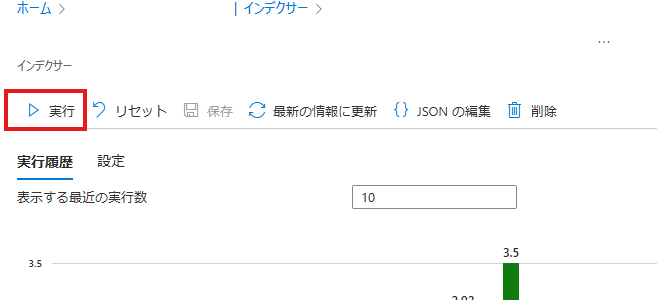 ホーム > | インデクサー >
...
インデクサー
実行 リセット 保存 最新の情報に更新 {} JSON の編集 削除
実行履歴 設定
表示する最近の実行数 10
3.5
3.5